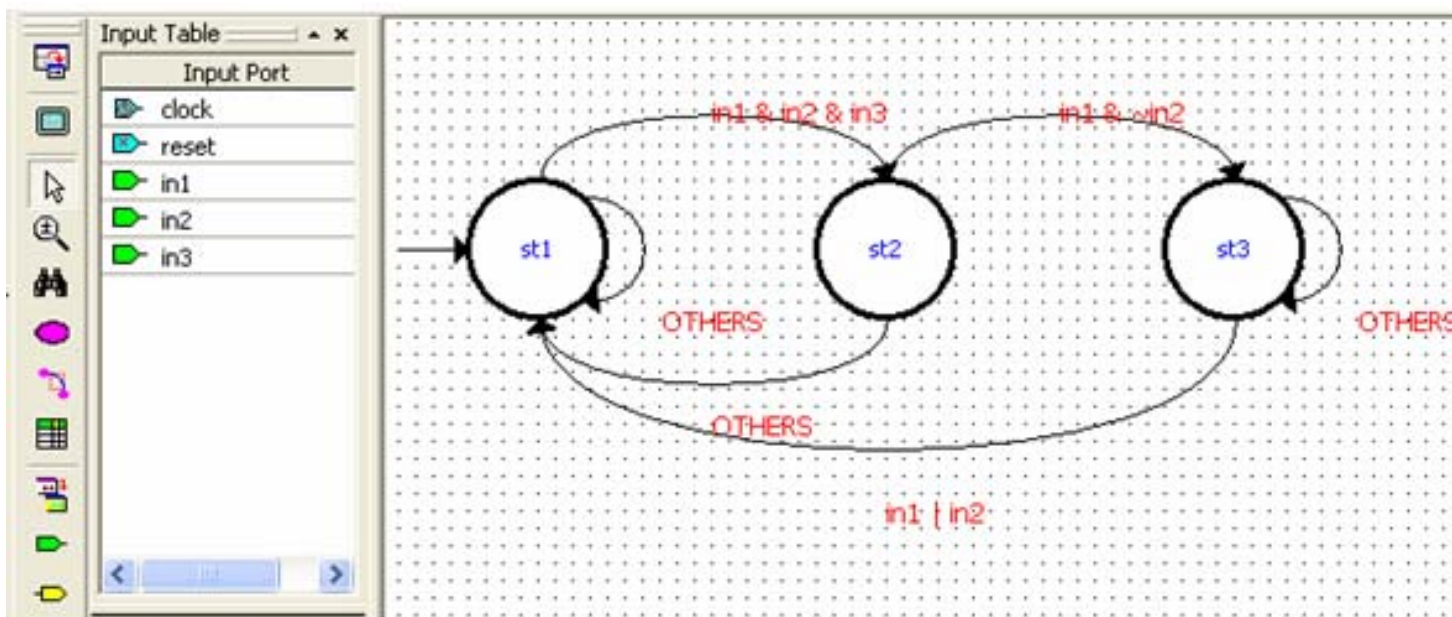 Input Table
Input Port
clock
reset
in1
in2
in3
in1 & in2 & in3
in1 & ~in2
st1
st2
st3
OTHERS
OTHERS
OTHERS
in1 | in2